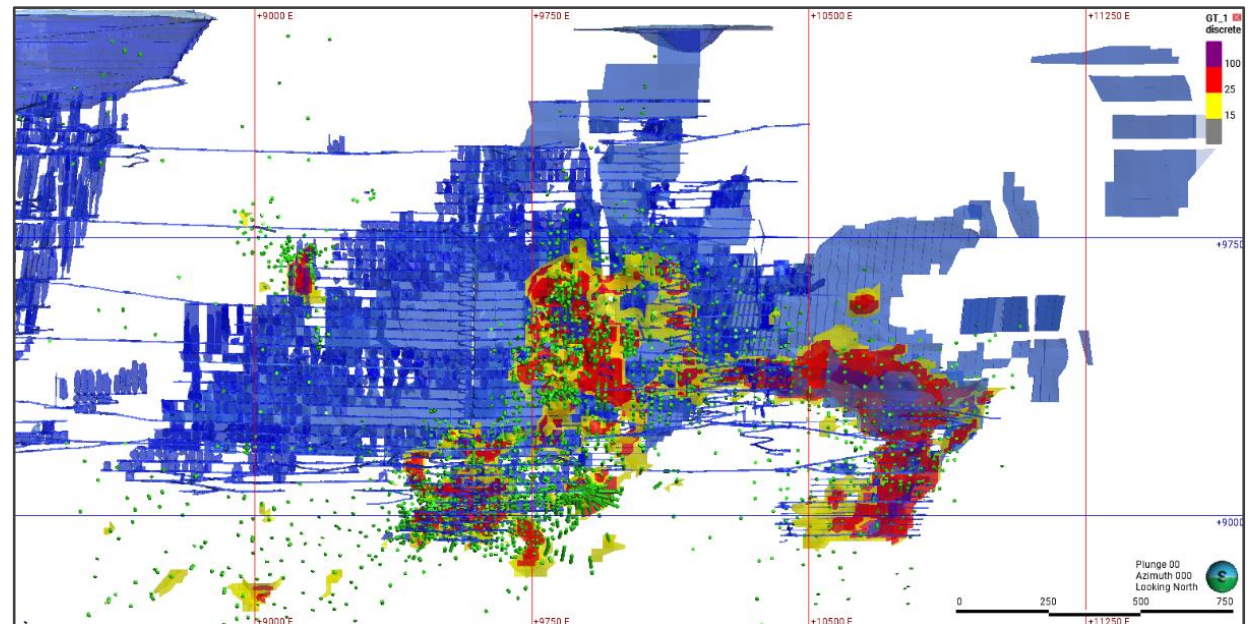 +9000 E
+9750 E
+10500 E
+11250 E
GT_1
discrete
100
25
15
+9750
+9000
Plunge 00
Azimuth 000
Looking North
S
0
250
500
750
+9000 E
+9750 E
+10500 E
+11250 E